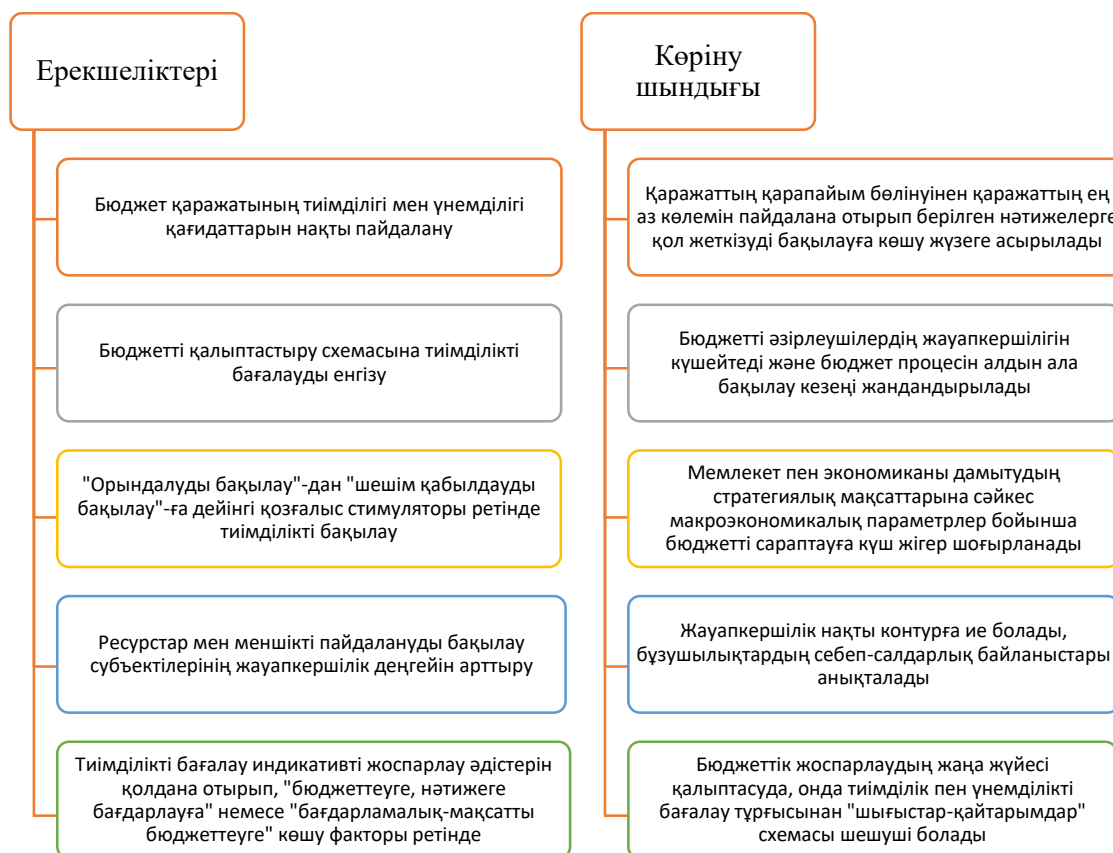 Ерекшеліктері
Бюджет қаражатының тиімділігі мен үнемділігі
қағидаттарын нақты пайдалану
Бюджетті қалыптастыру схемасына тиімділікті
бағалауды енгізу
"Орындалуды бақылау"-дан "шешім қабылдауды
бақылау"-ға дейінгі қозғалыс стимуляторы ретінде
тиімділікті бақылау
Ресурстар мен меншікті пайдалануды бақылау
субъектілерінің жауапкершілік деңгейін арттыру
Тиімділікті бағалау индикативті жоспарлау әдістерін
қолдана отырып, "бюджеттеуге, нәтижеге
бағдарлауға" немесе "бағдарламалық-мақсатты
бюджеттеуге" көшу факторы ретінде
Көріну
шындығы
Қаражаттың қарапайым бөлінуінен қаражаттың ең
аз көлемін пайдалана отырып берілген нәтижелерге
қол жеткізуді бақылауға көшу жүзеге асырылады
Бюджетті әзірлеушілердің жауапкершілігін
күшейтеді және бюджет процесін алдын ала
бақылау кезеңі жандандырылады
Мемлекет пен экономиканы дамытудың
стратегиялық мақсаттарына сәйкес
макроэкономикалық параметрлер бойынша
бюджетті сараптауға күш жігер шоғырланады
Жауапкершілік нақты контурға ие болады,
бұзушылықтардың себеп-салдарлық байланыстары
анықталады
Бюджеттік жоспарлаудың жаңа жүйесі
қалыптасуда, онда тиімділік пен үнемділікті
бағалау тұрғысынан "шығыстар-қайтарымдар"
схемасы шешуші болады